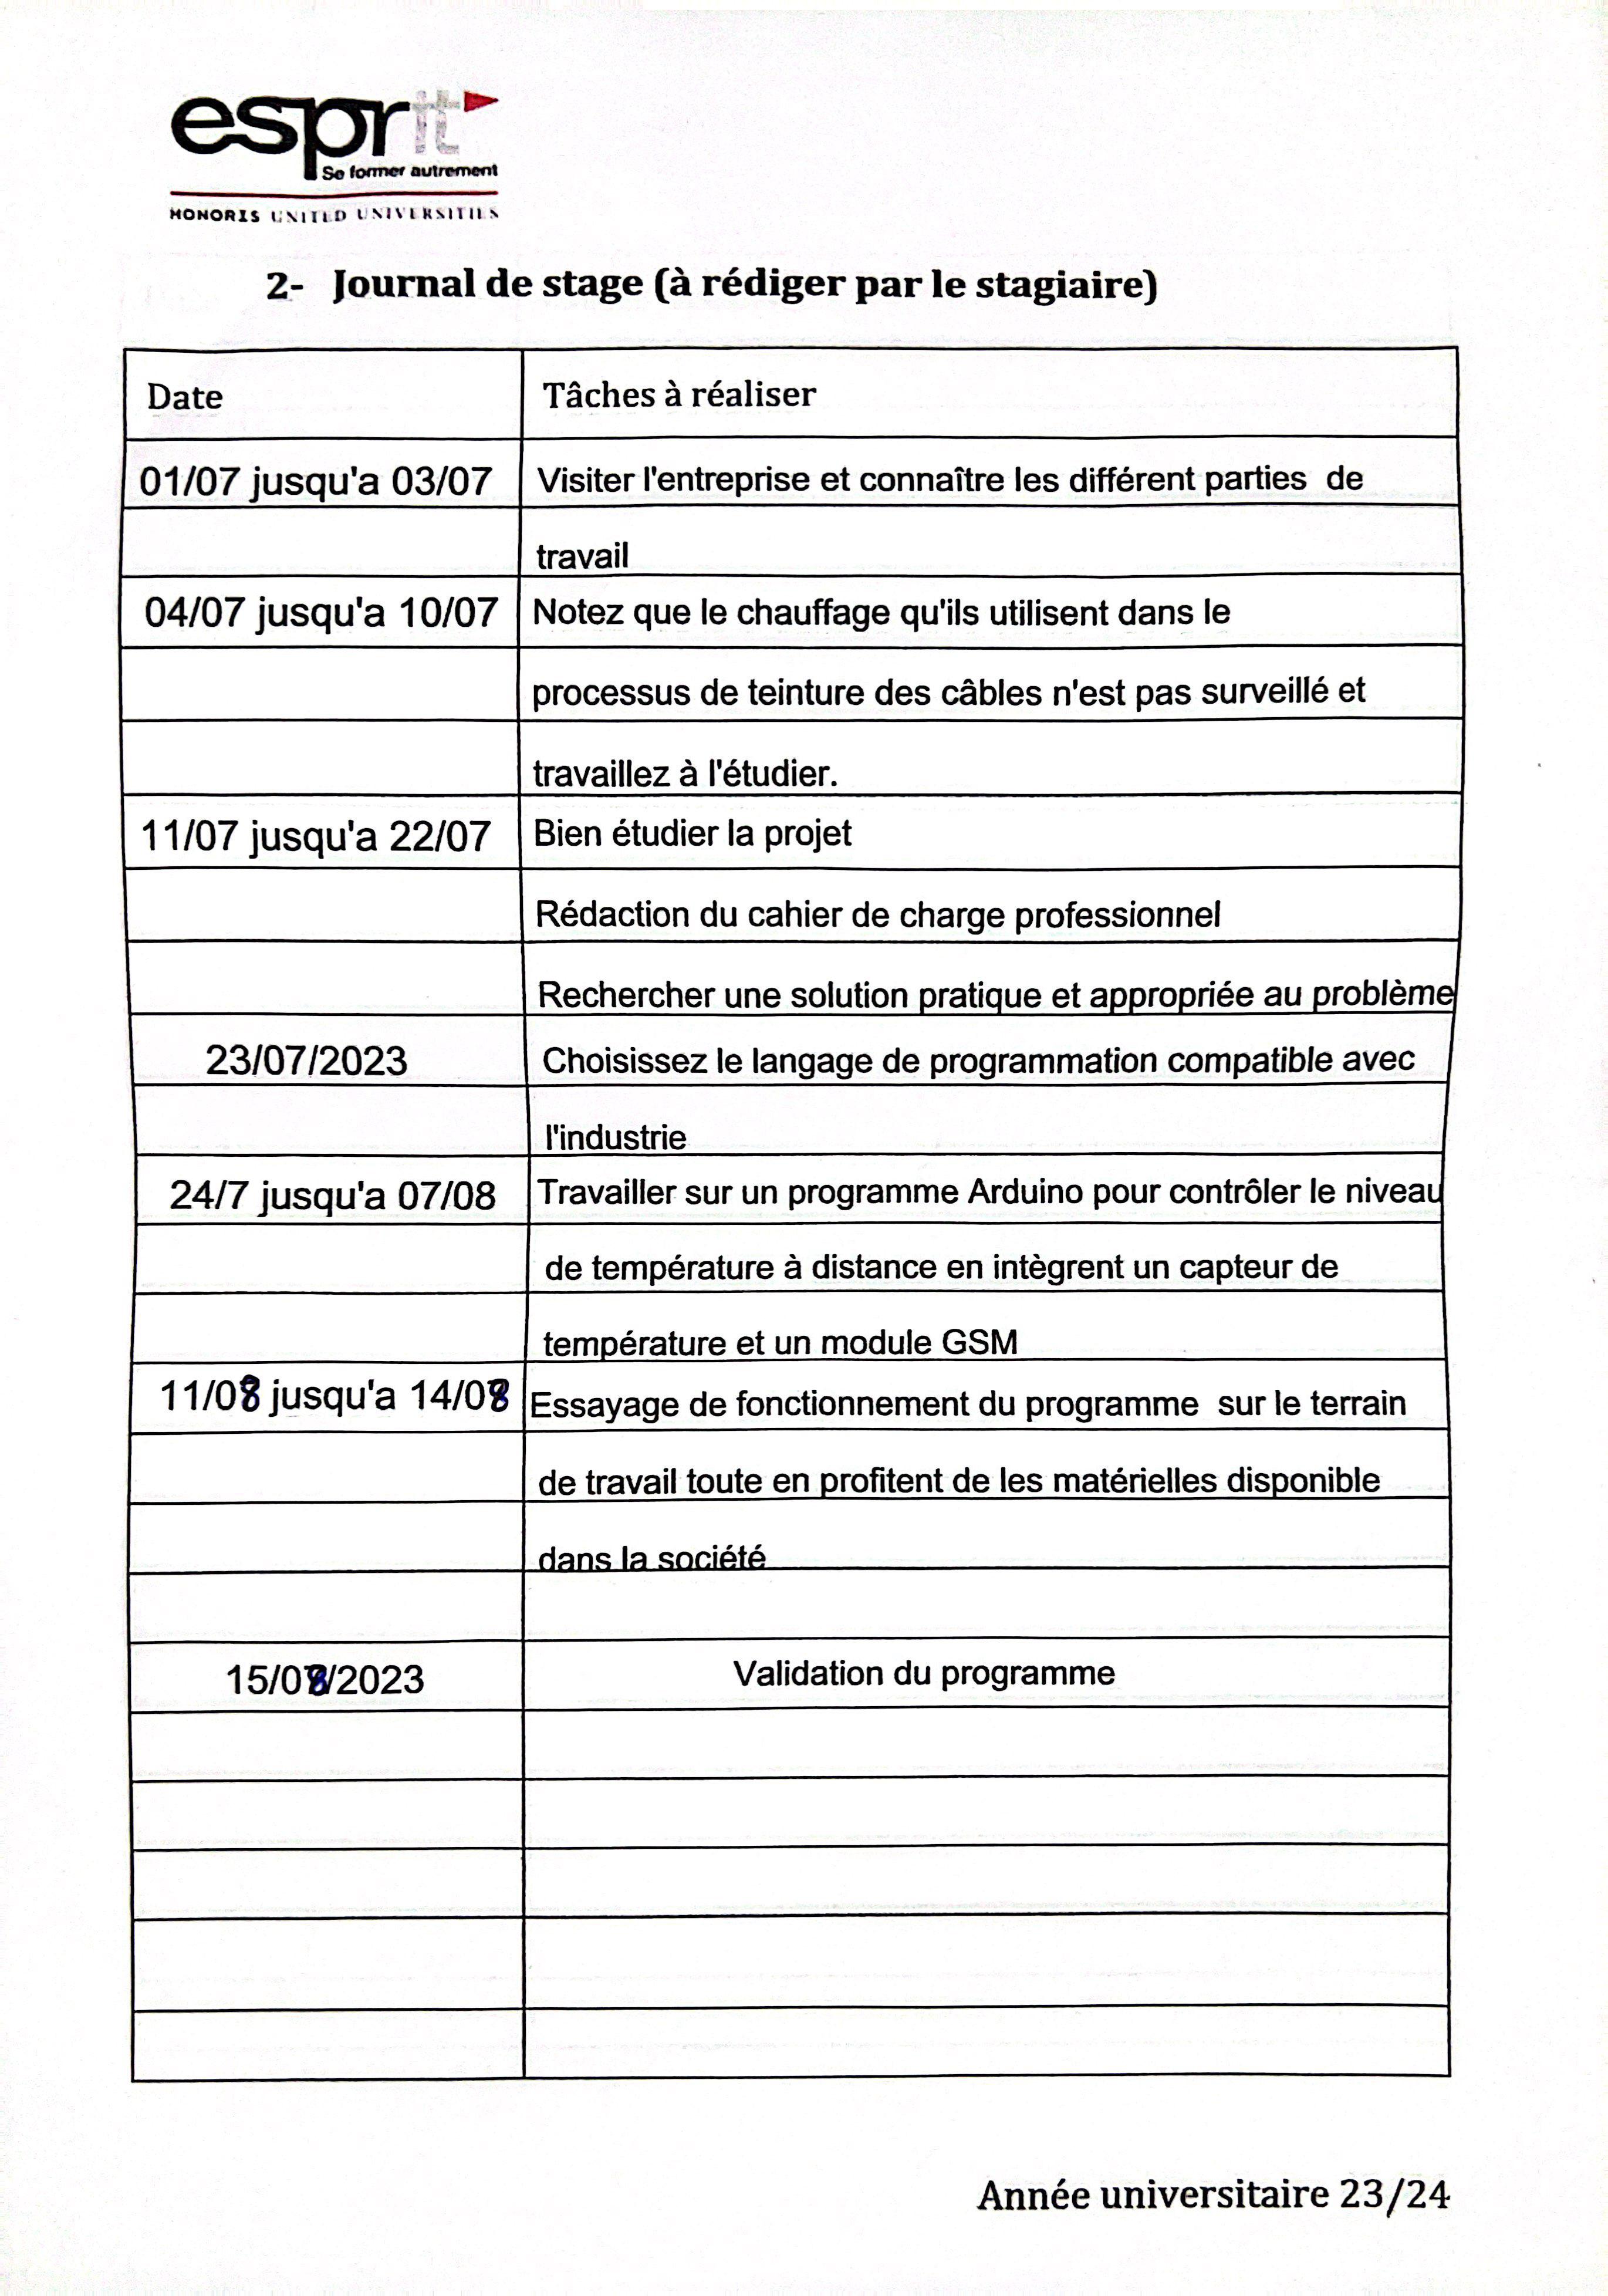 esprit
Se former autrement
HONORIS UNITED UNIVERSITIES
2- Journal de stage (à rédiger par le stagiaire)
Date Tâches à réaliser
01/07 jusqu'a 03/07 Visiter l'entreprise et connaître les différent parties de
travail
04/07 jusqu'a 10/07 Notez que le chauffage qu'ils utilisent dans le
processus de teinture des câbles n'est pas surveillé et
travaillez à l'étudier.
11/07 jusqu'a 22/07 Bien étudier la projet
Rédaction du cahier de charge professionnel
Rechercher une solution pratique et appropriée au problème
23/07/2023 Choisissez le langage de programmation compatible avec
l'industrie
24/7 jusqu'a 07/08 Travailler sur un programme Arduino pour contrôler le niveau
de température à distance en intègrent un capteur de
température et un module GSM
11/08 jusqu'a 14/08 Essayage de fonctionnement du programme sur le terrain
de travail toute en profitent de les matérielles disponible
dans la société
15/08/2023 Validation du programme
Année universitaire 23/24